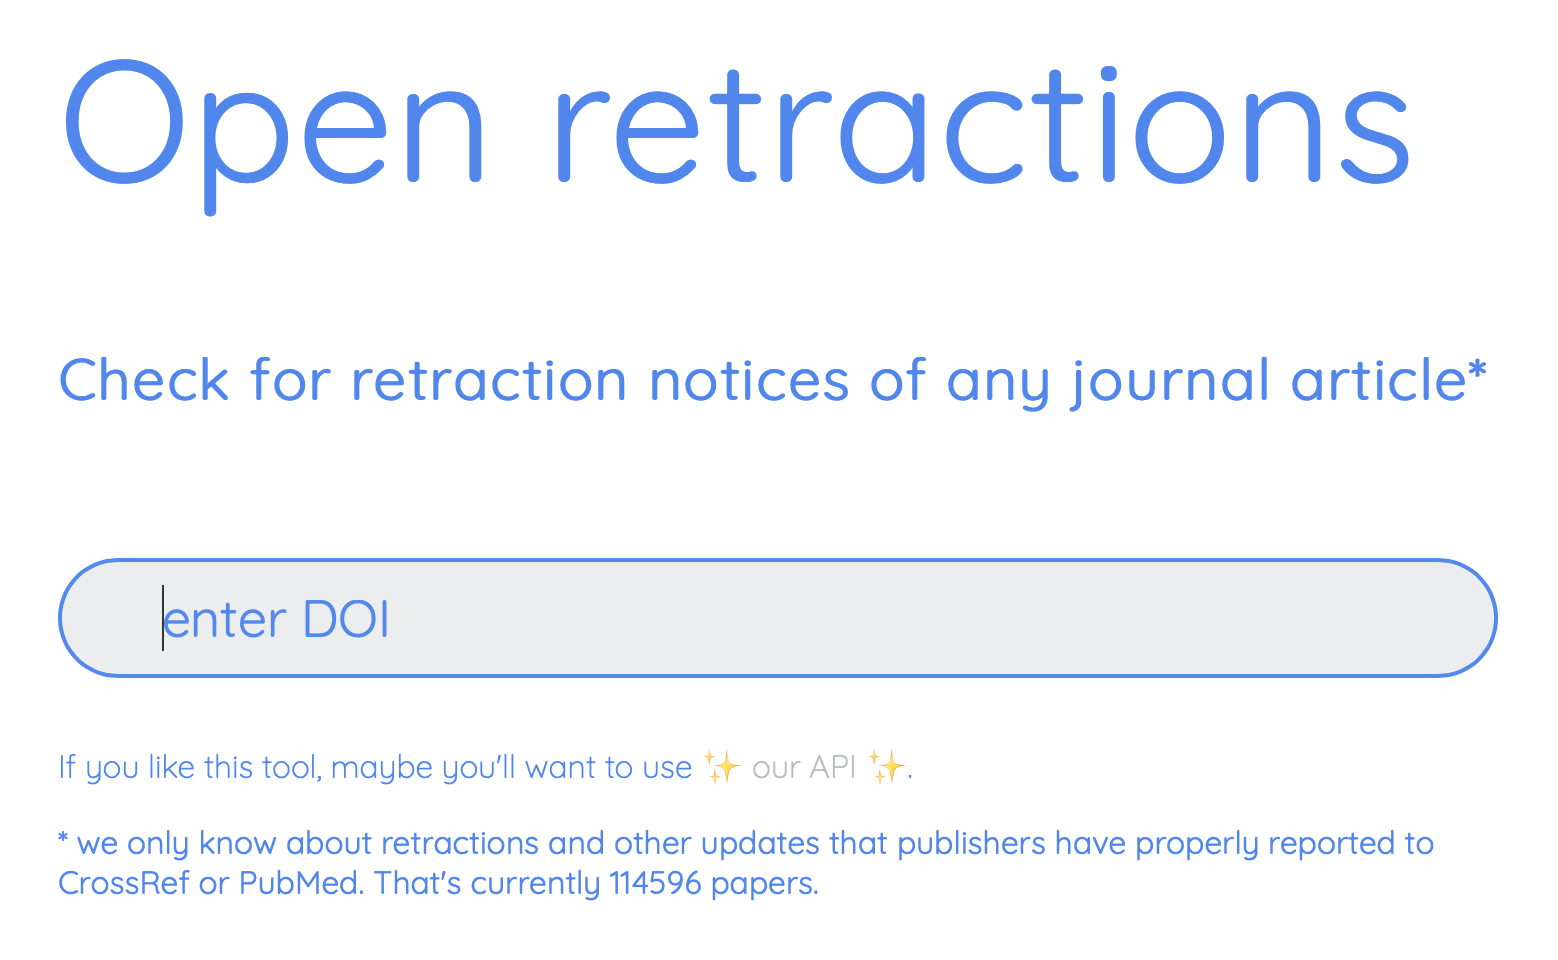 Open retractions
Check for retraction notices of any journal article*
enter DOI
If you like this tool, maybe you'll want to use ✨ our API ✨.
* we only know about retractions and other updates that publishers have properly reported to
CrossRef or PubMed. That's currently 114596 papers.